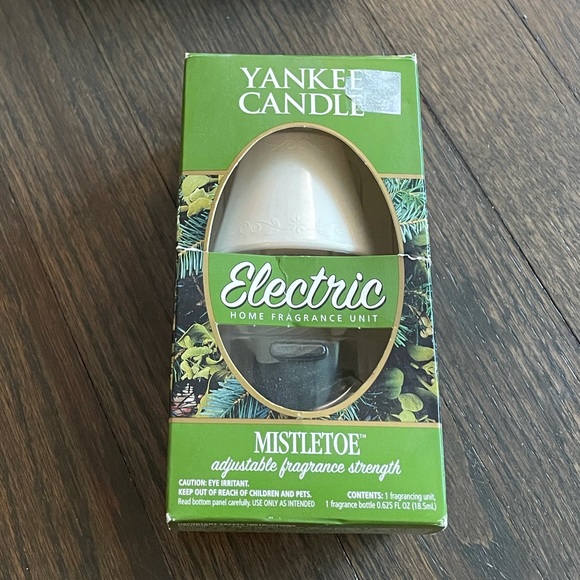 YANKEE
CANDLE
Electric
HOME FRAGRANCE UNIT
MISTLETOE™
adjustable fragrance strength
CAUTION: EYE IRRITANT.
KEEP OUT OF REACH OF CHILDREN AND PETS.
Read bottom panel carefully. USE ONLY AS INTENDED
CONTENTS: 1 fragrancing unit,
1 fragrance bottle 0.625 FL OZ (18.5mL)